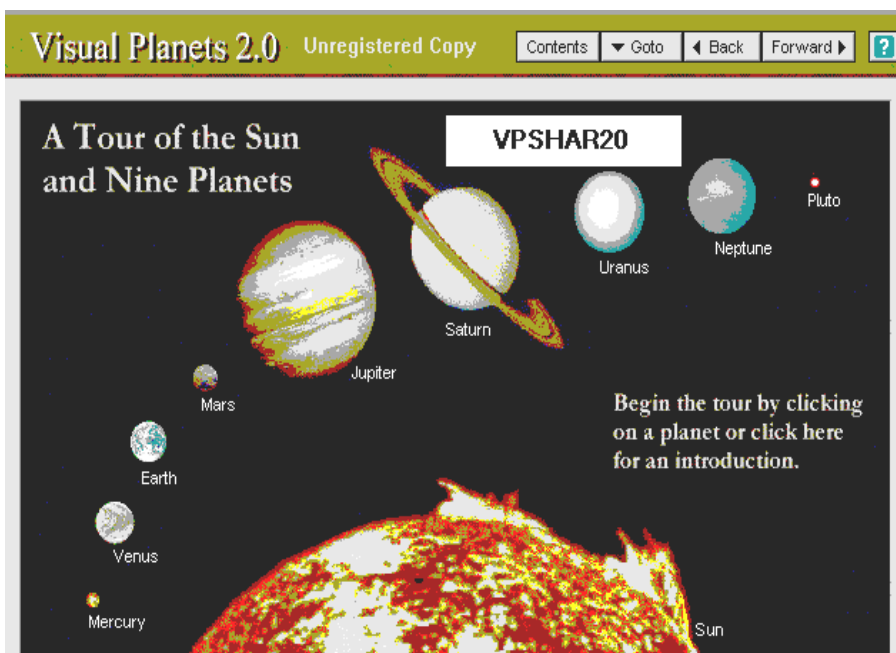 Visual Planets 2.0 Unregistered Copy Contents Goto Back Forward ?
A Tour of the Sun
and Nine Planets
VPSHAR20
Pluto
Neptune
Uranus
Saturn
Jupiter
Mars
Begin the tour by clicking
on a planet or click here
for an introduction.
Earth
Venus
Mercury
Sun